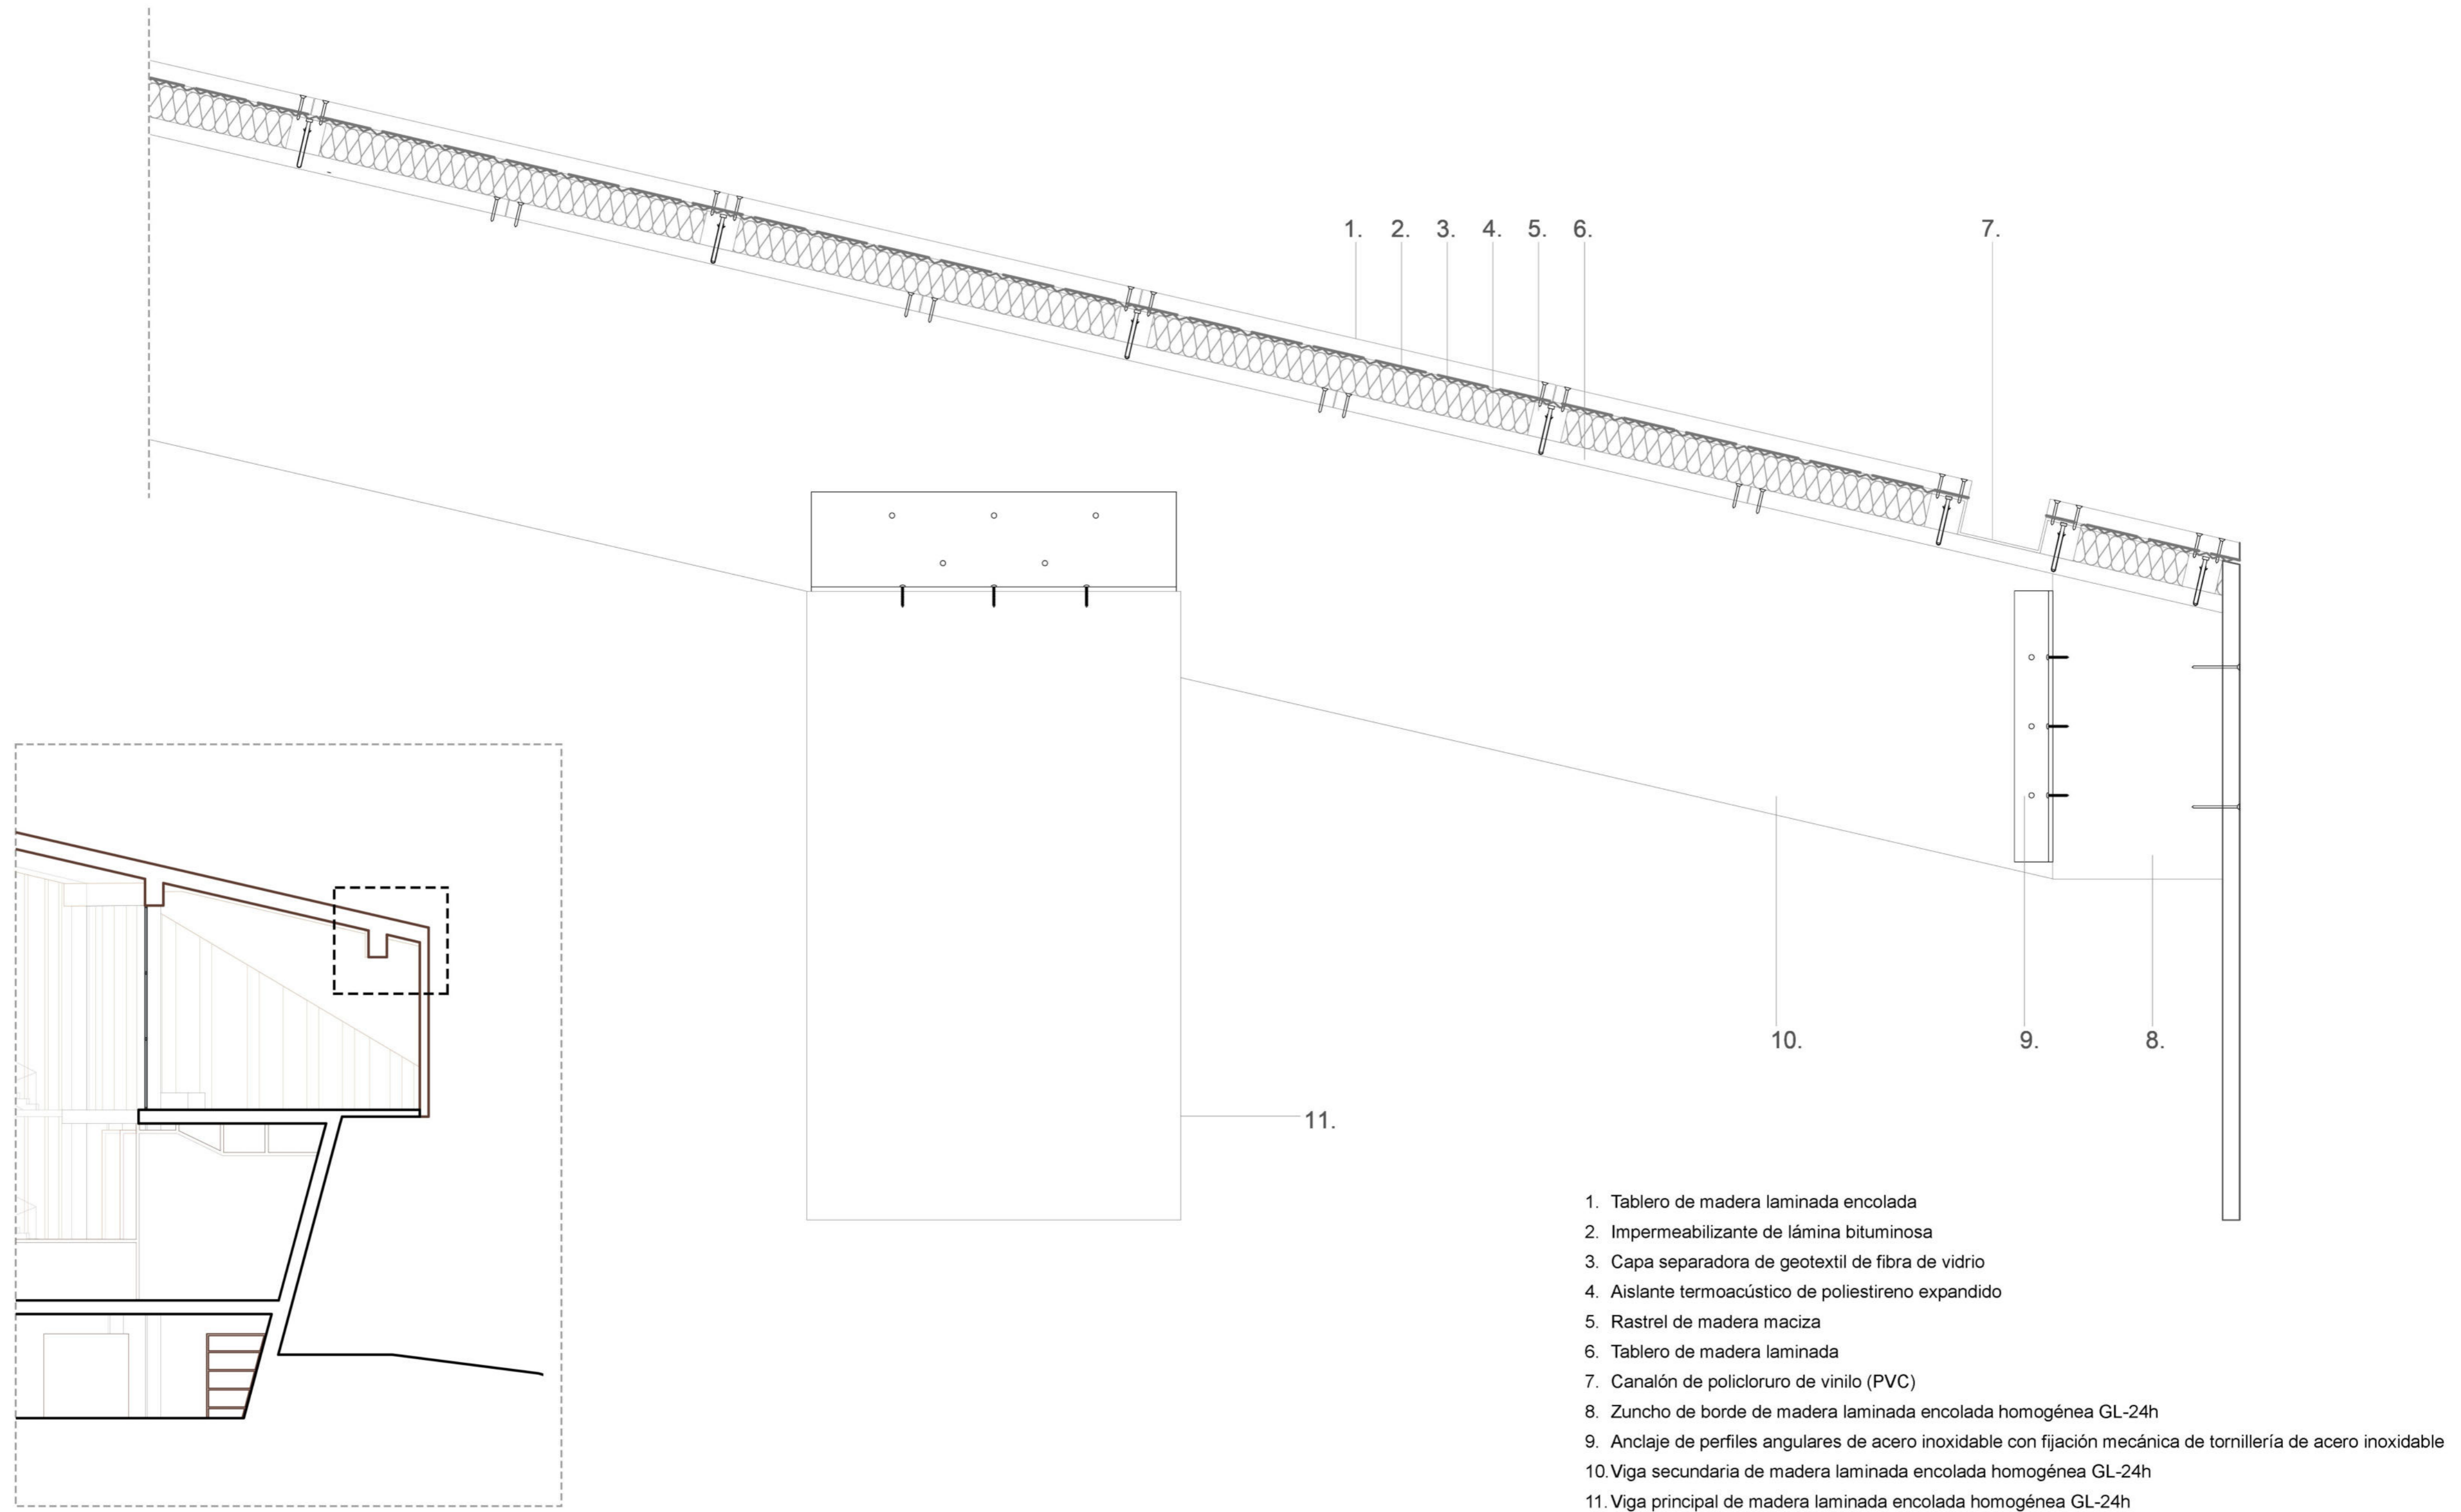 1. 2. 3. 4. 5. 6. 7.
10. 9. 8.
11.
1. Tablero de madera laminada encolada
2. Impermeabilizante de lámina bituminosa
3. Capa separadora de geotextil de fibra de vidrio
4. Aislante termoacústico de poliestireno expandido
5. Rastrel de madera maciza
6. Tablero de madera laminada
7. Canalón de policloruro de vinilo (PVC)
8. Zuncho de borde de madera laminada encolada homogénea GL-24h
9. Anclaje de perfiles angulares de acero inoxidable con fijación mecánica de tornillería de acero inoxidable
10. Viga secundaria de madera laminada encolada homogénea GL-24h
11. Viga principal de madera laminada encolada homogénea GL-24h